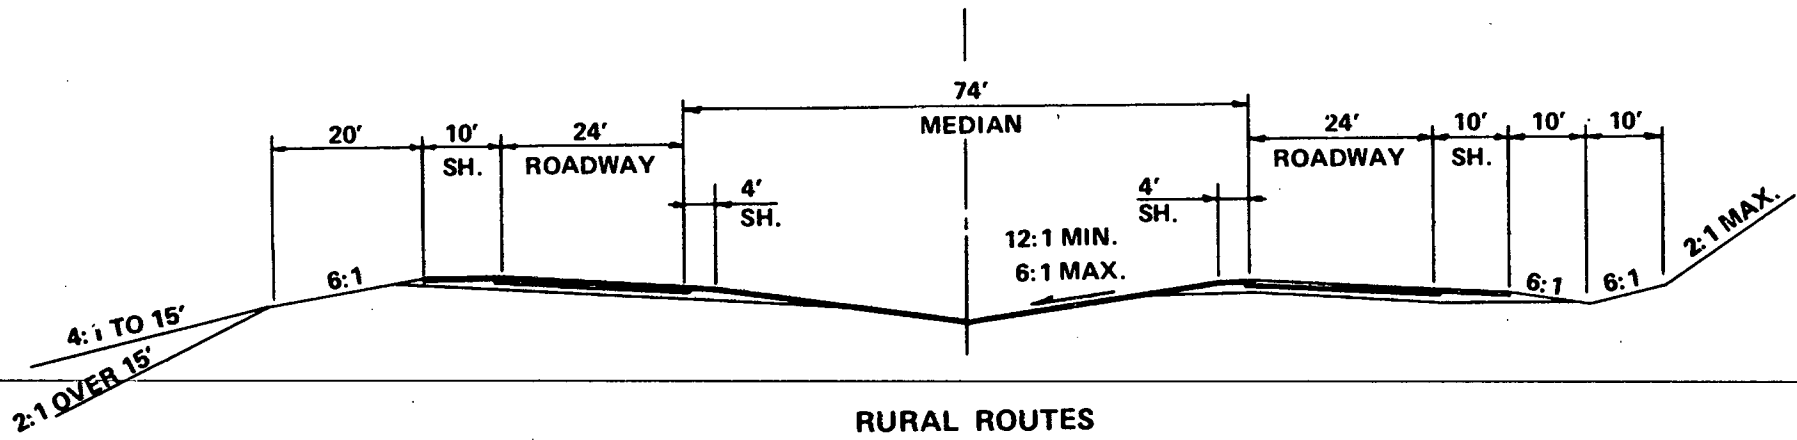 74'
MEDIAN
20'
10'
SH.
24'
ROADWAY
4'
SH.
4'
SH.
24'
ROADWAY
10'
SH.
10'
10'
12:1 MIN.
6:1 MAX.
6:1
6:1
6:1
2:1 MAX.
4:1 TO 15'
2:1 OVER 15'
RURAL ROUTES